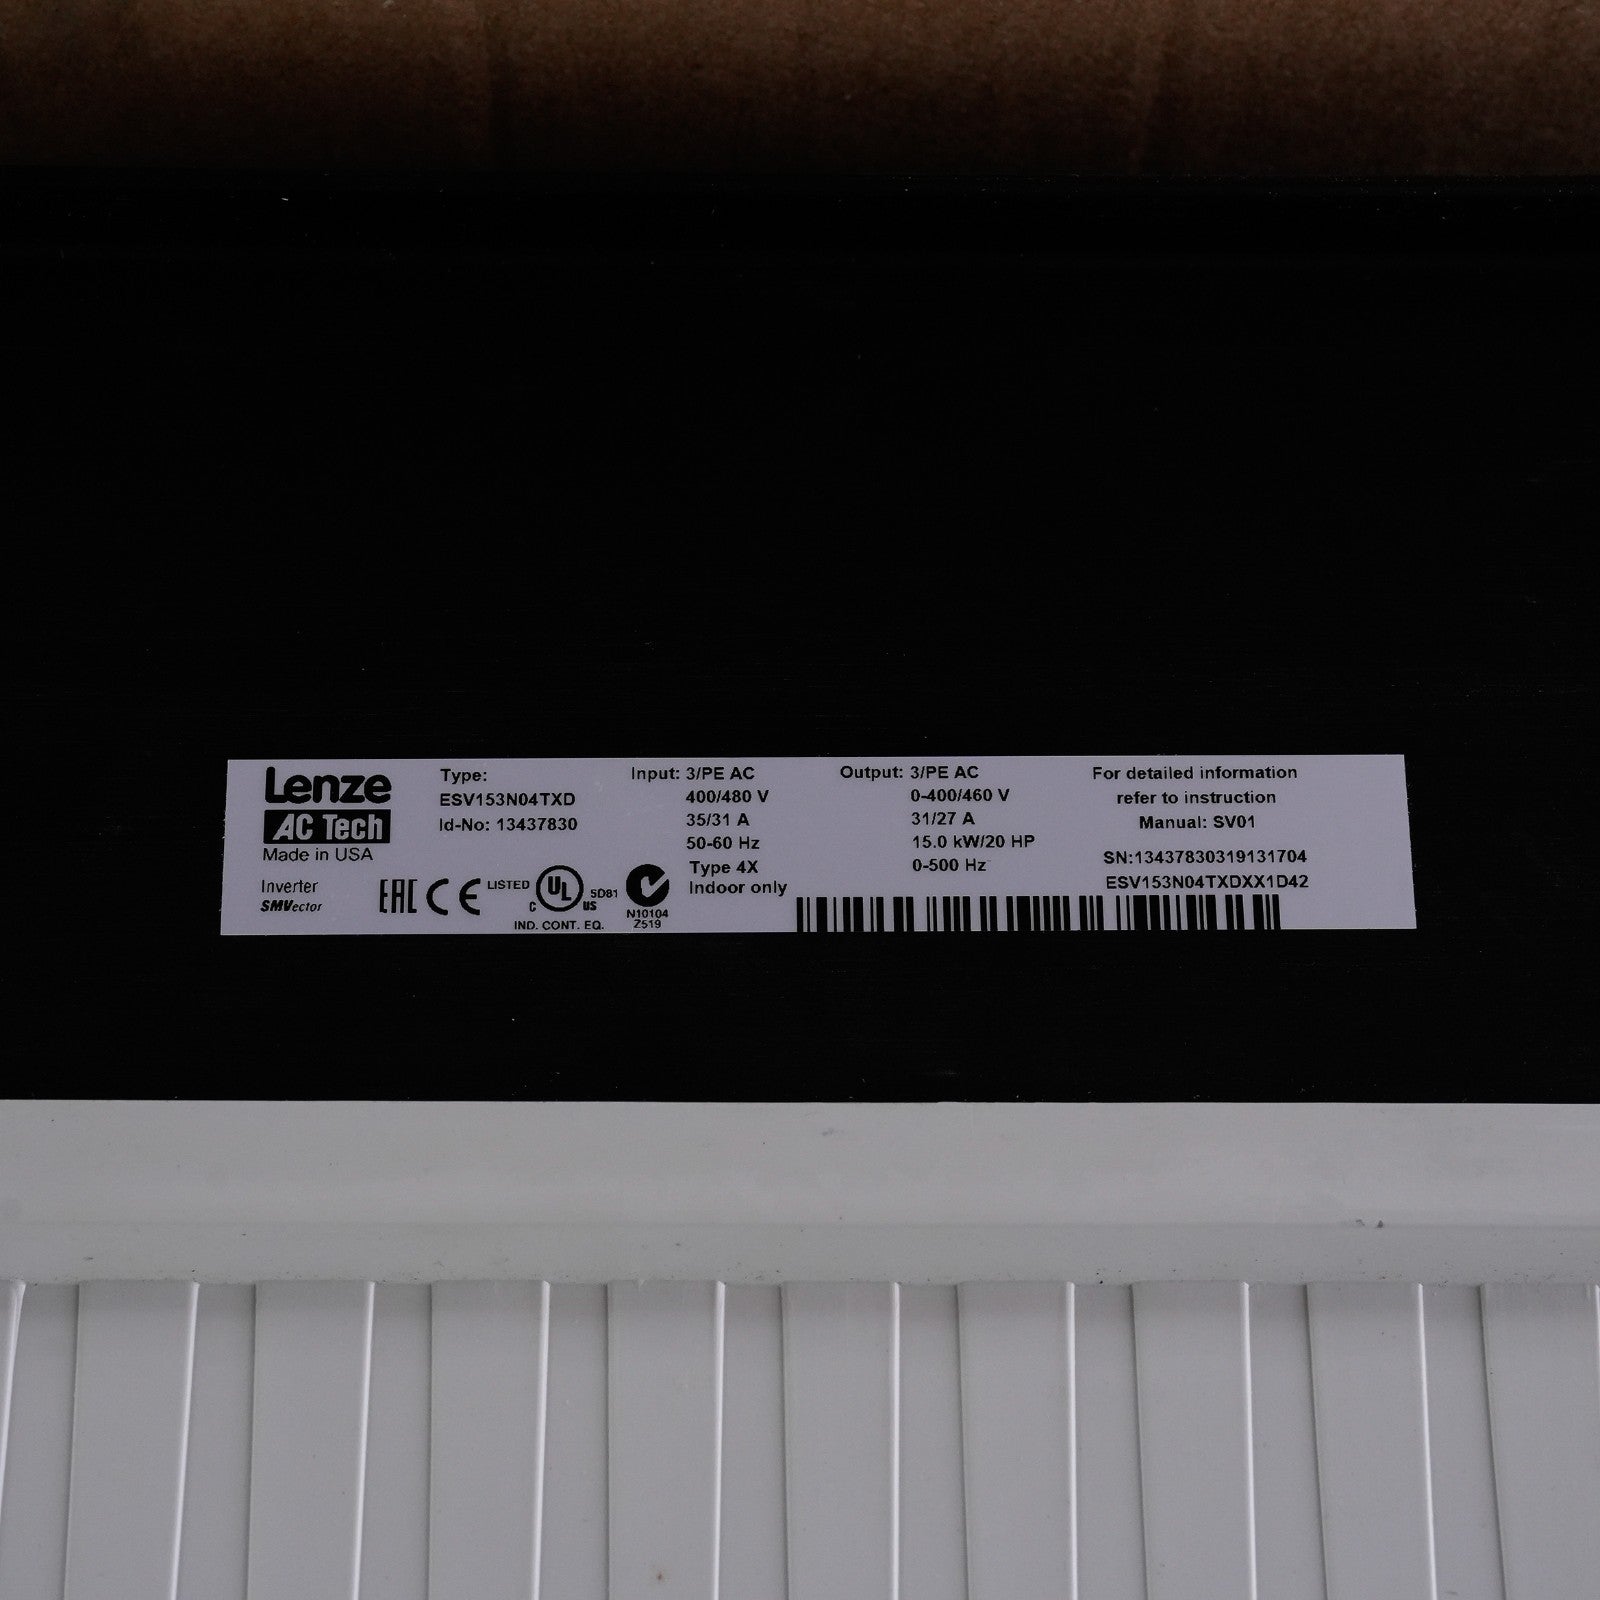 Lenze
AC Tech
Made in USA
Inverter
SMVector
Type:
ESV153N04TXD
Id-No: 13437830
EAC CE LISTED C UL US 5D81
IND. CONT. EQ.
N10104
Z519
Input: 3/PE AC
400/480 V
35/31 A
50-60 Hz
Type 4X
Indoor only
Output: 3/PE AC
0-400/460 V
31/27 A
15.0 kW/20 HP
0-500 Hz
For detailed information
refer to instruction
Manual: SV01
SN:13437830319131704
ESV153N04TXDXX1D42